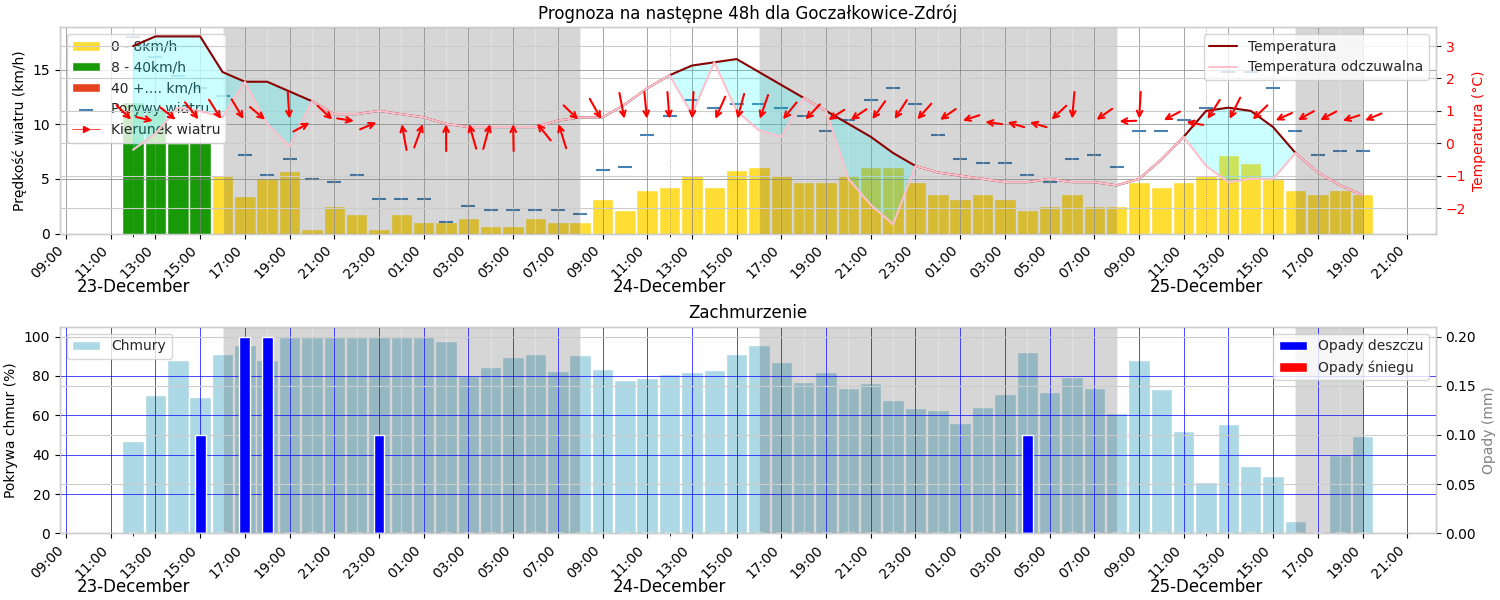 Prognoza na następne 48h dla Goczałkowice-Zdrój
Prędkość wiatru (km/h)
15
10
5
0
0 - 8km/h
8 - 40km/h
40 +.... km/h
Porywy wiatru
Kierunek wiatru
Temperatura
Temperatura odczuwalna
3
2
1
0
−1
−2
Temperatura (°C)
09:00 11:00 13:00 15:00 17:00 19:00 21:00 23:00 01:00 03:00 05:00 07:00 09:00 11:00 13:00 15:00 17:00 19:00 21:00 23:00 01:00 03:00 05:00 07:00 09:00 11:00 13:00 15:00 17:00 19:00 21:00
23-December 24-December 25-December
Zachmurzenie
Pokrywa chmur (%)
100
80
60
40
20
0
Chmury
Opady deszczu
Opady śniegu
0.20
0.15
0.10
0.05
0.00
Opady (mm)
09:00 11:00 13:00 15:00 17:00 19:00 21:00 23:00 01:00 03:00 05:00 07:00 09:00 11:00 13:00 15:00 17:00 19:00 21:00 23:00 01:00 03:00 05:00 07:00 09:00 11:00 13:00 15:00 17:00 19:00 21:00
23-December 24-December 25-December